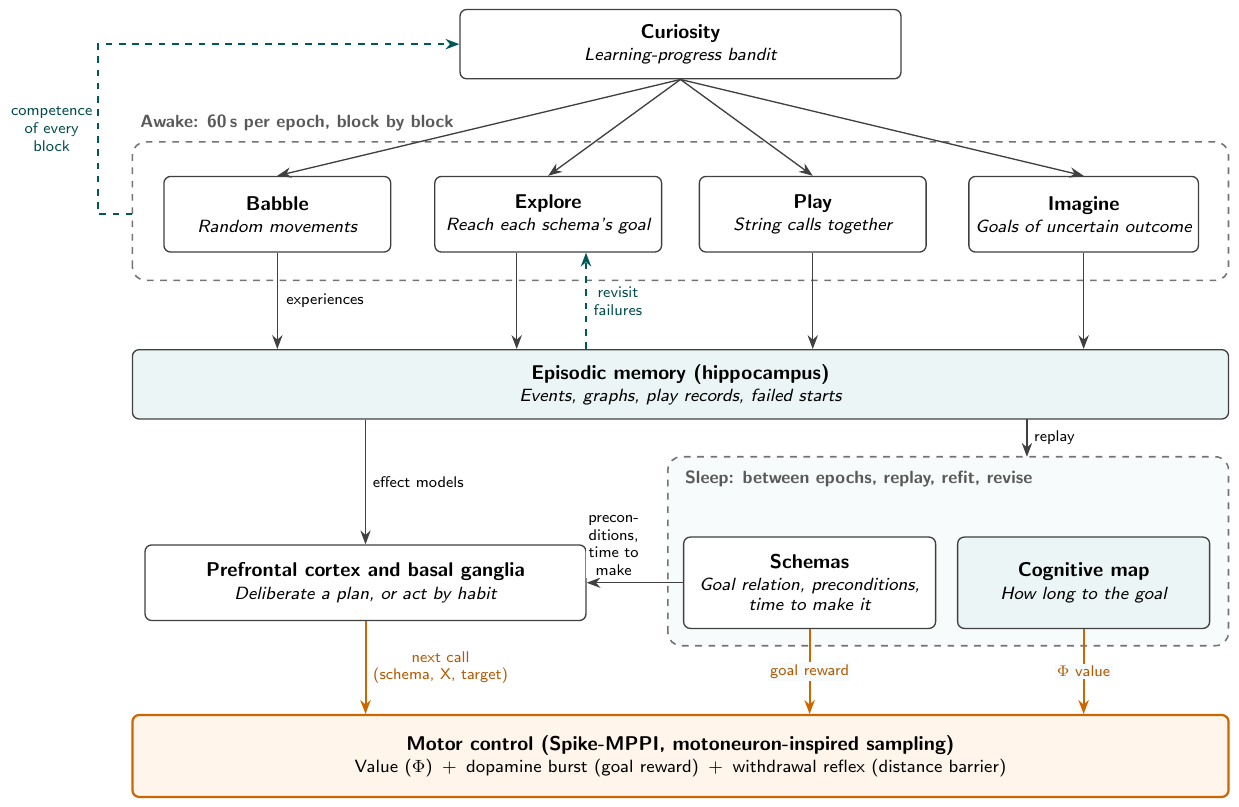 Curiosity
Learning-progress bandit
competence
of every
block
Awake: 60 s per epoch, block by block
Babble
Random movements
Explore
Reach each schema's goal
Play
String calls together
Imagine
Goals of uncertain outcome
experiences
revisit
failures
Episodic memory (hippocampus)
Events, graphs, play records, failed starts
replay
effect models
Sleep: between epochs, replay, refit, revise
precon-
ditions,
time to
make
Prefrontal cortex and basal ganglia
Deliberate a plan, or act by habit
Schemas
Goal relation, preconditions,
time to make it
Cognitive map
How long to the goal
next call
(schema, X, target)
goal reward
Φ value
Motor control (Spike-MPPI, motoneuron-inspired sampling)
Value (Φ) + dopamine burst (goal reward) + withdrawal reflex (distance barrier)